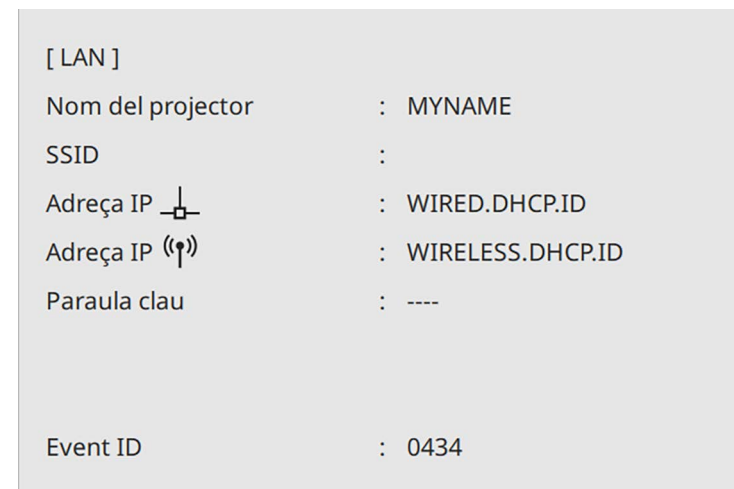 [ LAN ]
Nom del projector : MYNAME
SSID :
Adreça IP : WIRED.DHCP.ID
Adreça IP : WIRELESS.DHCP.ID
Paraula clau : ----
Event ID : 0434